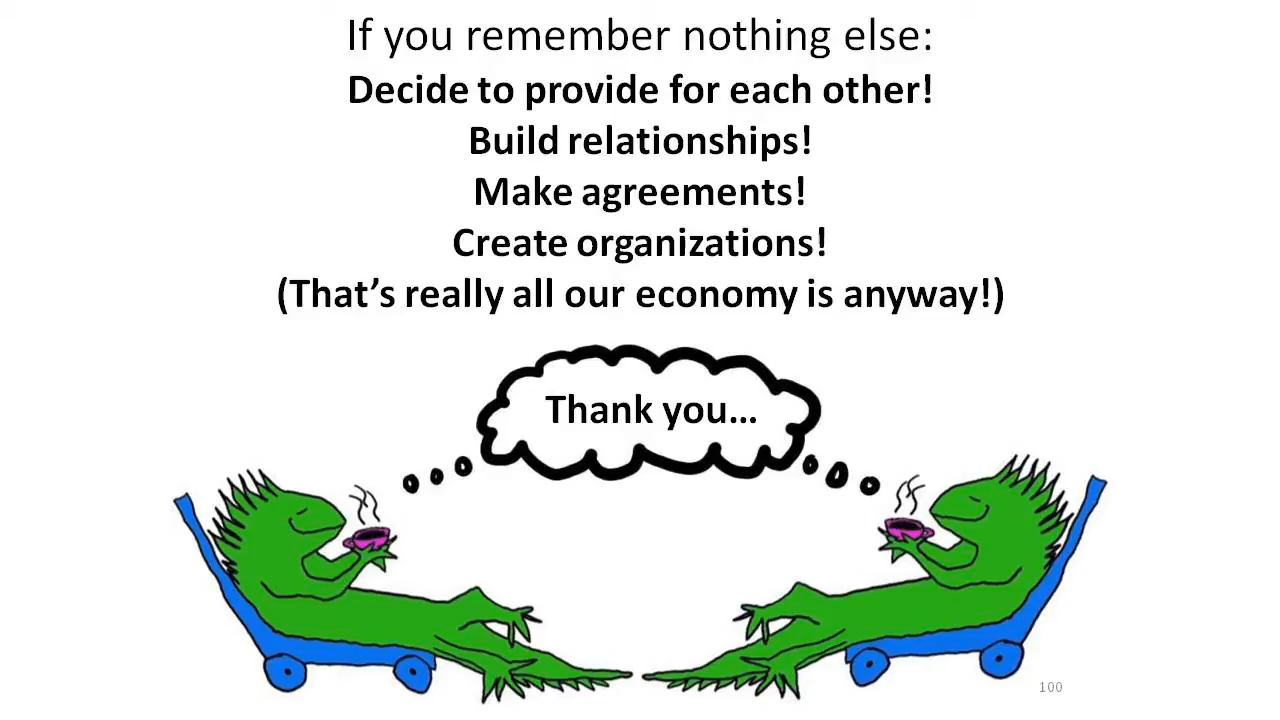 If you remember nothing else:
Decide to provide for each other!
Build relationships!
Make agreements!
Create organizations!
(That’s really all our economy is anyway!)
Thank you…
100